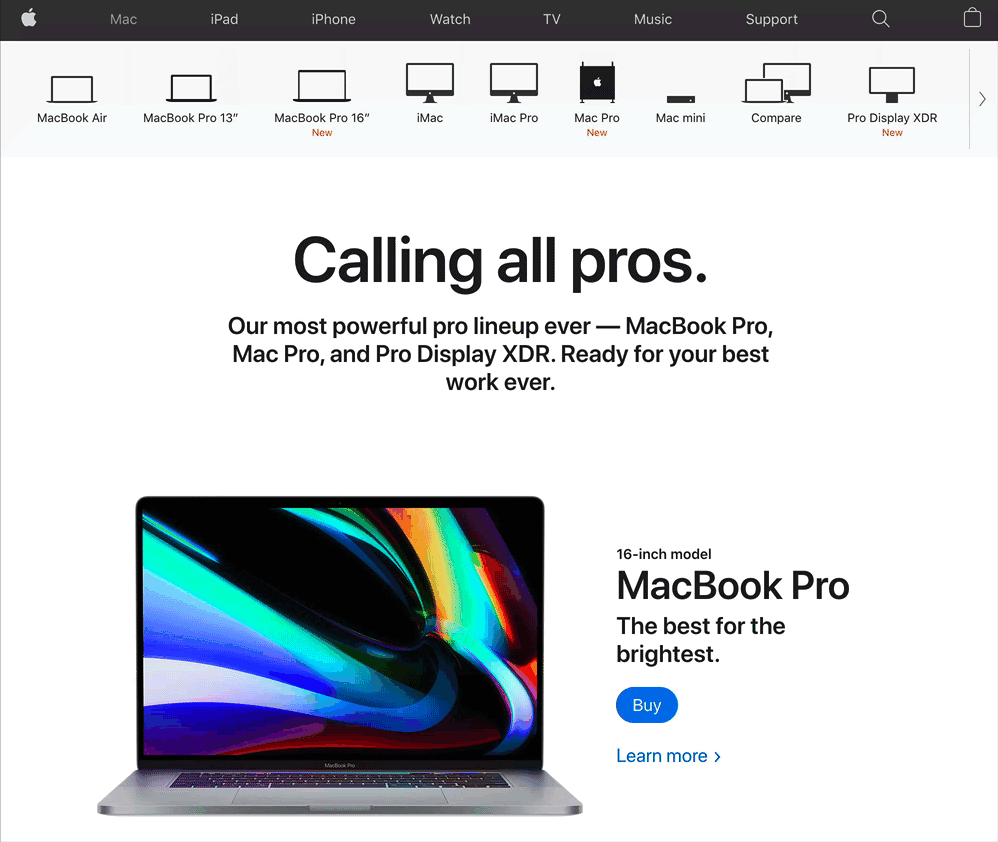 Mac iPad iPhone Watch TV Music Support
MacBook Air MacBook Pro 13” MacBook Pro 16” iMac iMac Pro Mac Pro Mac mini Compare Pro Display XDR
New New New
Calling all pros.
Our most powerful pro lineup ever — MacBook Pro,
Mac Pro, and Pro Display XDR. Ready for your best
work ever.
16-inch model
MacBook Pro
The best for the
brightest.
Buy
Learn more ›
MacBook Pro